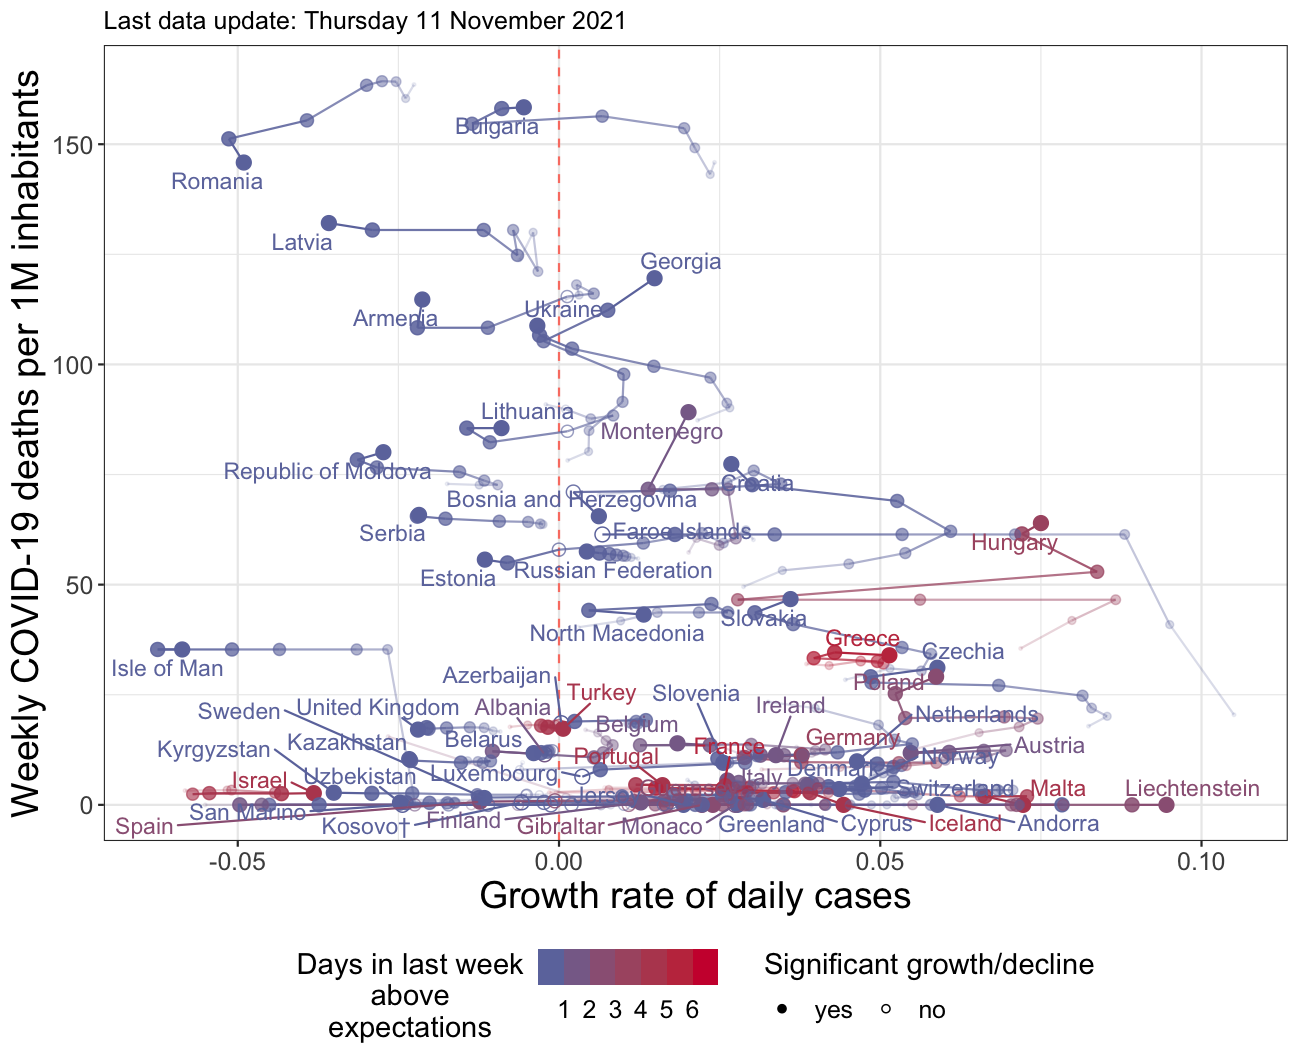 Last data update: Thursday 11 November 2021
Weekly COVID-19 deaths per 1M inhabitants
150
100
50
0
Bulgaria
Romania
Latvia
Georgia
Armenia
Ukraine
Lithuania
Montenegro
Republic of Moldova
Croatia
Bosnia and Herzegovina
Serbia
Faroe Islands
Hungary
Estonia
Russian Federation
North Macedonia
Slovakia
Greece
Czechia
Isle of Man
Azerbaijan
Poland
Turkey
Slovenia
Sweden
United Kingdom
Albania
Ireland
Netherlands
Belgium
Kyrgyzstan
Kazakhstan
Belarus
France
Germany
Austria
Portugal
Norway
Israel
Uzbekistan
Luxembourg
Italy
Denmark
Switzerland
Malta
Liechtenstein
San Marino
Spain
Kosovo†
Finland
Gibraltar
Monaco
Greenland
Cyprus
Iceland
Andorra
-0.05
0.00
0.05
0.10
Growth rate of daily cases
Days in last week
above
expectations
1 2 3 4 5 6
Significant growth/decline
yes
no